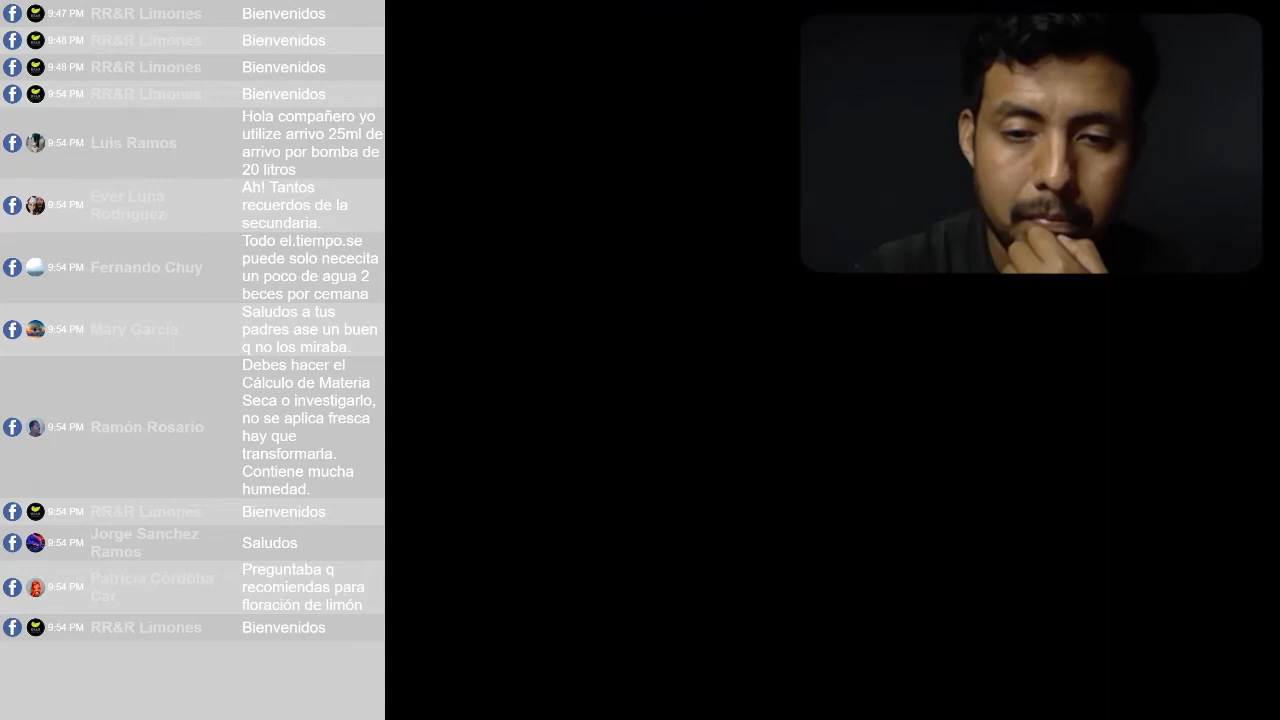 9:47 PM RR&R Limones Bienvenidos
9:48 PM RR&R Limones Bienvenidos
9:48 PM RR&R Limones Bienvenidos
9:54 PM RR&R Limones Bienvenidos
9:54 PM Luis Ramos
Hola compañero yo
utilize arrivo 25ml de
arrivo por bomba de
20 litros
9:54 PM Ever Luna
Rodriguez
Ah! Tantos
recuerdos de la
secundaria.
9:54 PM Fernando Chuy
Todo el.tiempo.se
puede solo nececita
un poco de agua 2
beces por cemana
9:54 PM Mary García
Saludos a tus
padres ase un buen
q no los miraba.
9:54 PM Ramón Rosario
Debes hacer el
Cálculo de Materia
Seca o investigarlo,
no se aplica fresca
hay que
transformarla.
Contiene mucha
humedad.
9:54 PM RR&R Limones Bienvenidos
9:54 PM Jorge Sanchez
Ramos
Saludos
9:54 PM Patricia Córdoba
Car
Preguntaba q
recomiendas para
floración de limón
9:54 PM RR&R Limones Bienvenidos